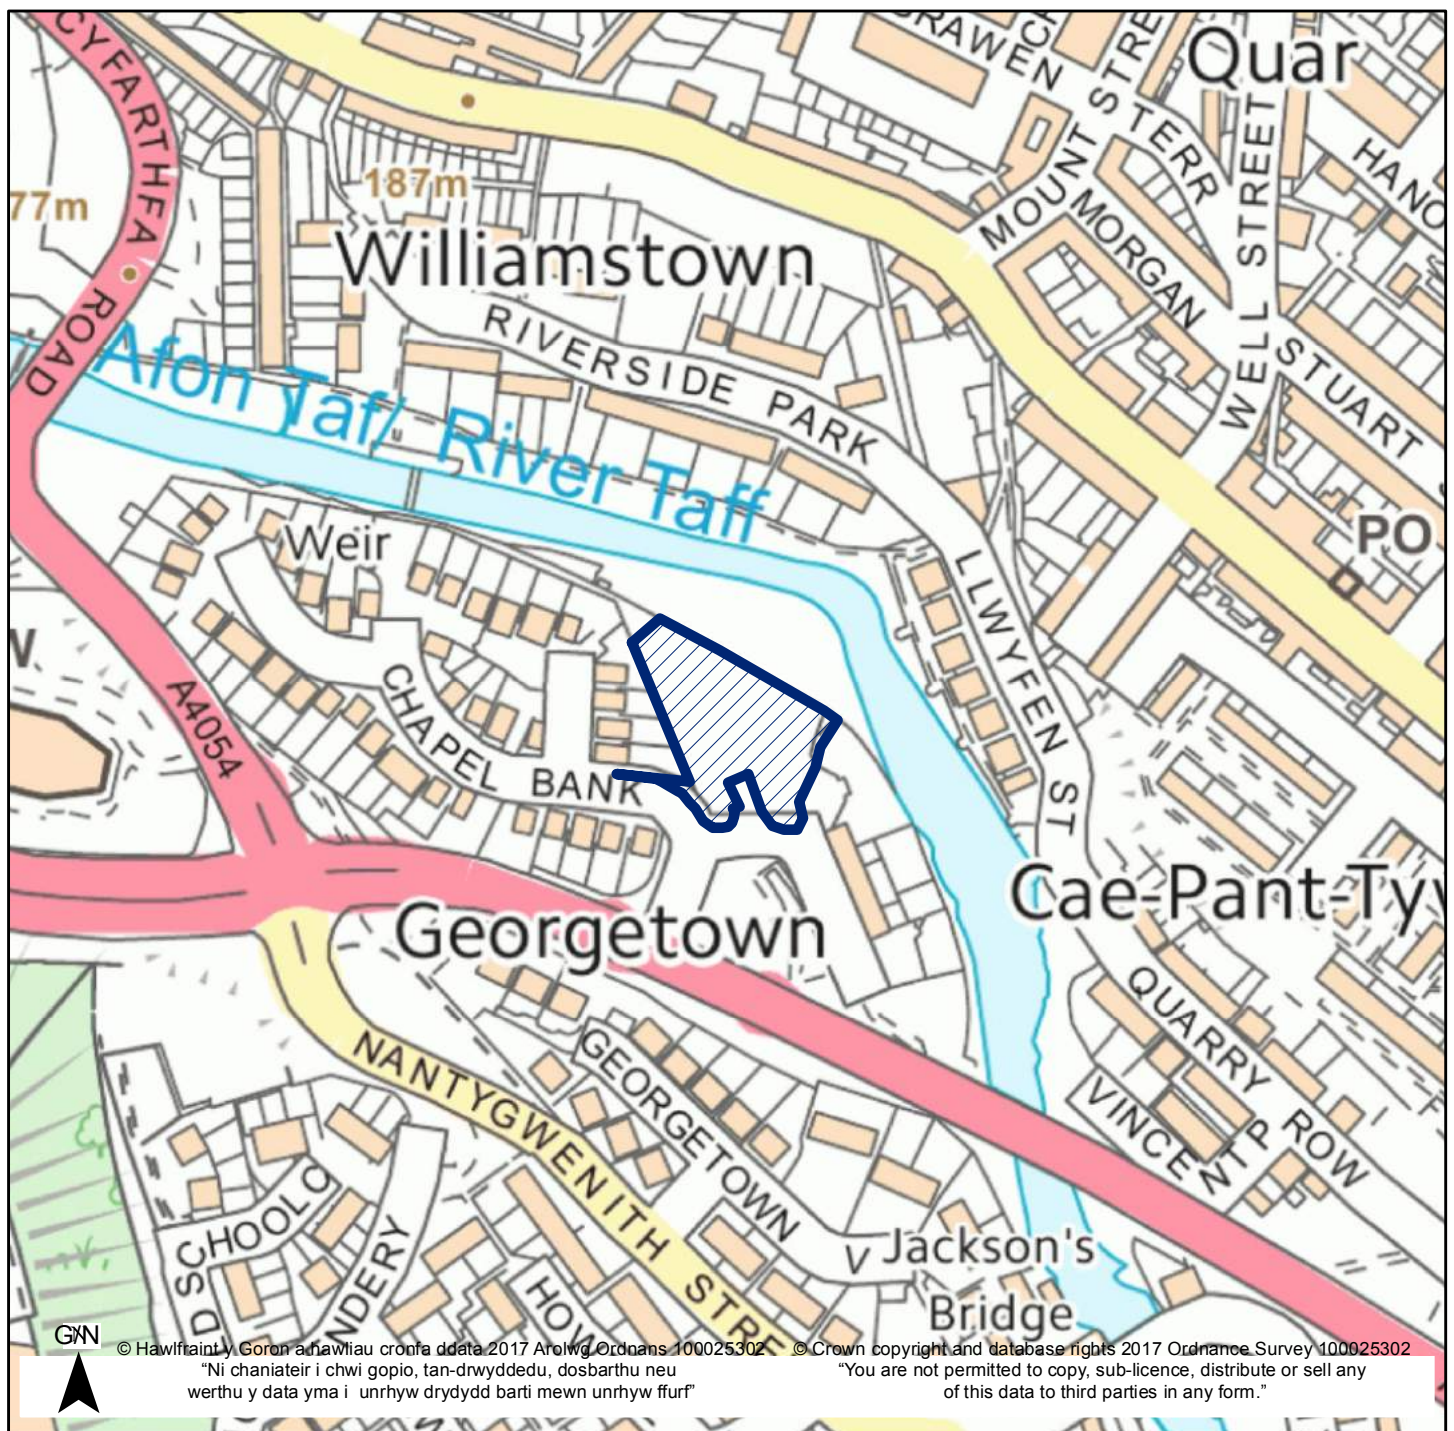 CYFARTHFA ROAD
RAWEN
MOUNT STRE
TERR
Quar
WELL STREET
HANO
187m
77m
Williamstown
MORGAN
STUART
RIVERSIDE PARK
Afon Taf/ River Taff
PO
Weir
LLWYFEN ST
W
A4054
CHAPEL BANK
Georgetown
Cae-Pant-Tyw
QUARRY ROW
NANTYGWENITH STRE
GEORGETOWN V
VINCENT P
D SCHOOL
NDERY
HOW
Jackson's
Bridge
nv.
G/N
© Hawlfraint y Goron a hawliau cronfa ddata 2017 Arolwg Ordnans 100025302
“Ni chaniateir i chwi gopio, tan-drwyddedu, dosbarthu neu
werthu y data yma i unrhyw drydydd barti mewn unrhyw ffurf”
© Crown copyright and database rights 2017 Ordnance Survey 100025302
“You are not permitted to copy, sub-licence, distribute or sell any
of this data to third parties in any form.”